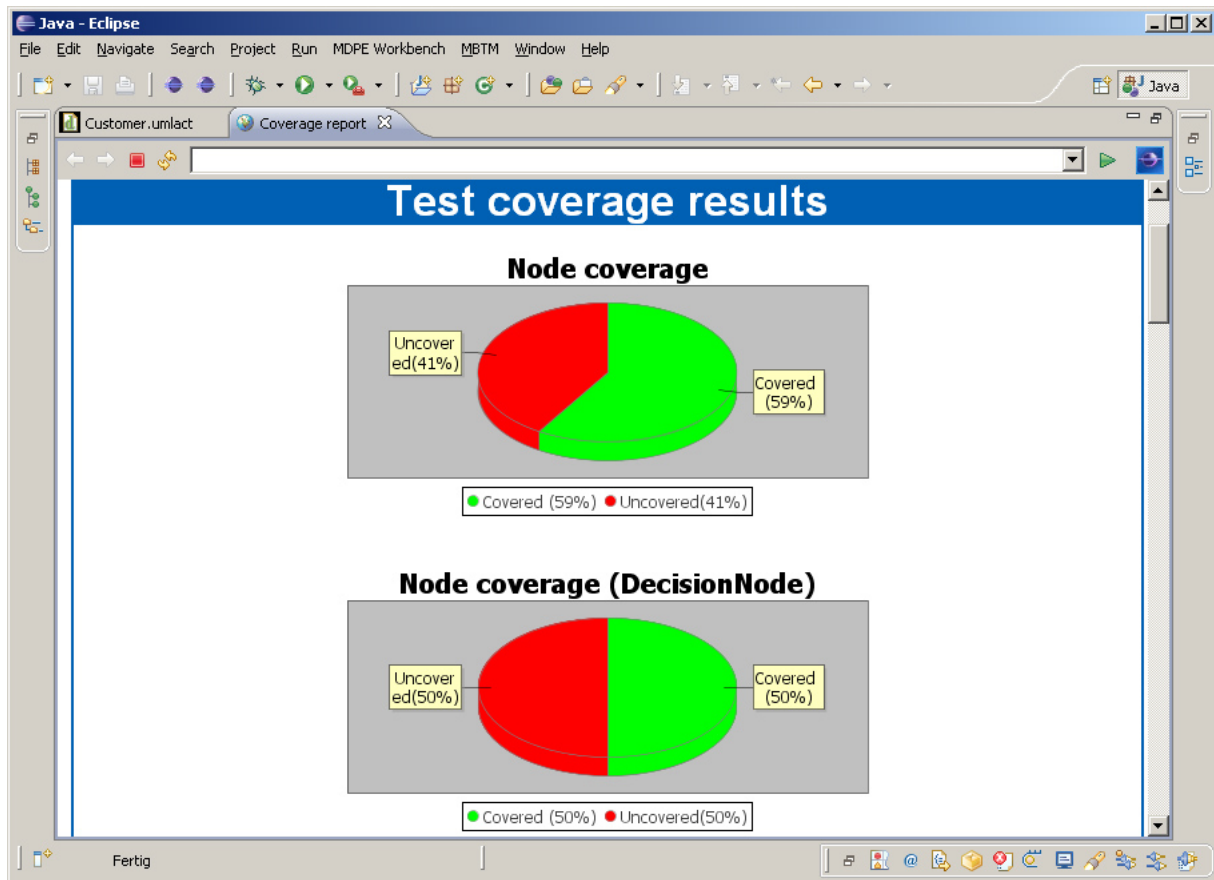 Java - Eclipse
File Edit Navigate Search Project Run MDPE Workbench MBTM Window Help
Java
Customer.umlact Coverage report
Test coverage results
Node coverage
Uncover
ed(41%)
Covered
(59%)
Covered (59%) Uncovered(41%)
Node coverage (DecisionNode)
Uncover
ed(50%)
Covered
(50%)
Covered (50%) Uncovered(50%)
Fertig